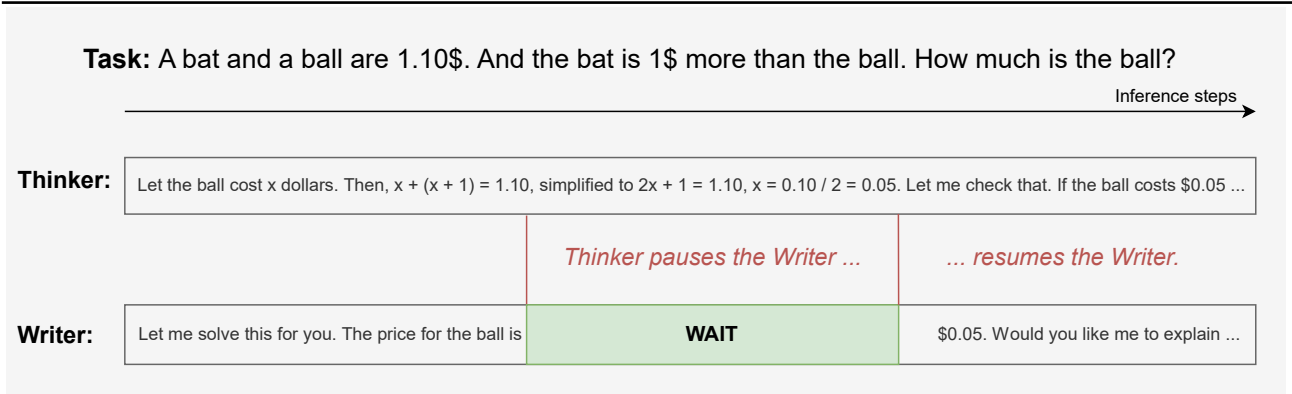 Task: A bat and a ball are 1.10$. And the bat is 1$ more than the ball. How much is the ball?
Inference steps
Thinker:
Let the ball cost x dollars. Then, x + (x + 1) = 1.10, simplified to 2x + 1 = 1.10, x = 0.10 / 2 = 0.05. Let me check that. If the ball costs $0.05 ...
Thinker pauses the Writer ...
... resumes the Writer.
Writer:
Let me solve this for you. The price for the ball is
WAIT
$0.05. Would you like me to explain ...